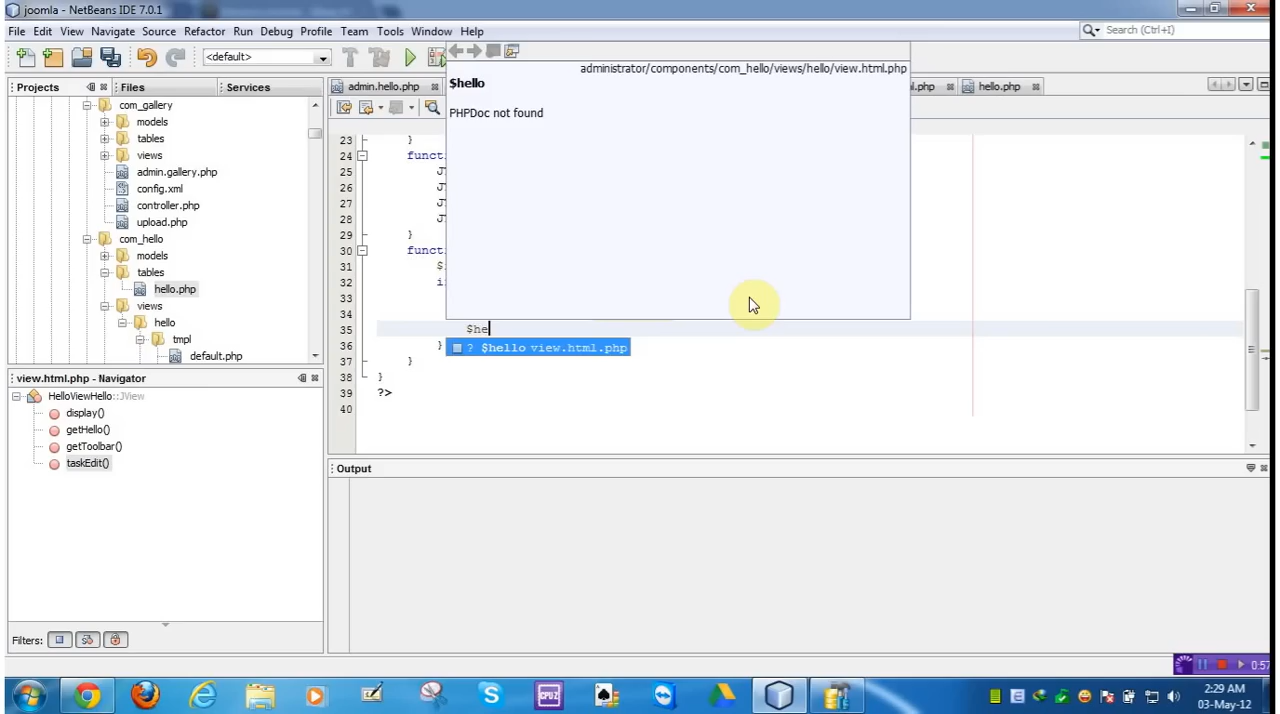 joomla - NetBeans IDE 7.0.1
File Edit View Navigate Source Refactor Run Debug Profile Team Tools Window Help
Search (Ctrl+I)
<default>
administrator/components/com_hello/views/hello/view.html.php
$hello
PHPDoc not found
Projects
Files
Services
admin.hello.php
hello.php
com_gallery
models
tables
views
admin.gallery.php
config.xml
controller.php
upload.php
com_hello
models
tables
hello.php
views
hello
tmpl
default.php
23 }
24 functi
25 J
26 J
27 J
28 J
29 }
30 functi
31 $
32 i
33
34
35 $he
? $hello view.html.php
36 }
37 }
38 }
39 ?>
40
view.html.php - Navigator
HelloViewHello::JView
display()
getHello()
getToolbar()
taskEdit()
Filters:
Output
0:57
2:29 AM
03-May-12